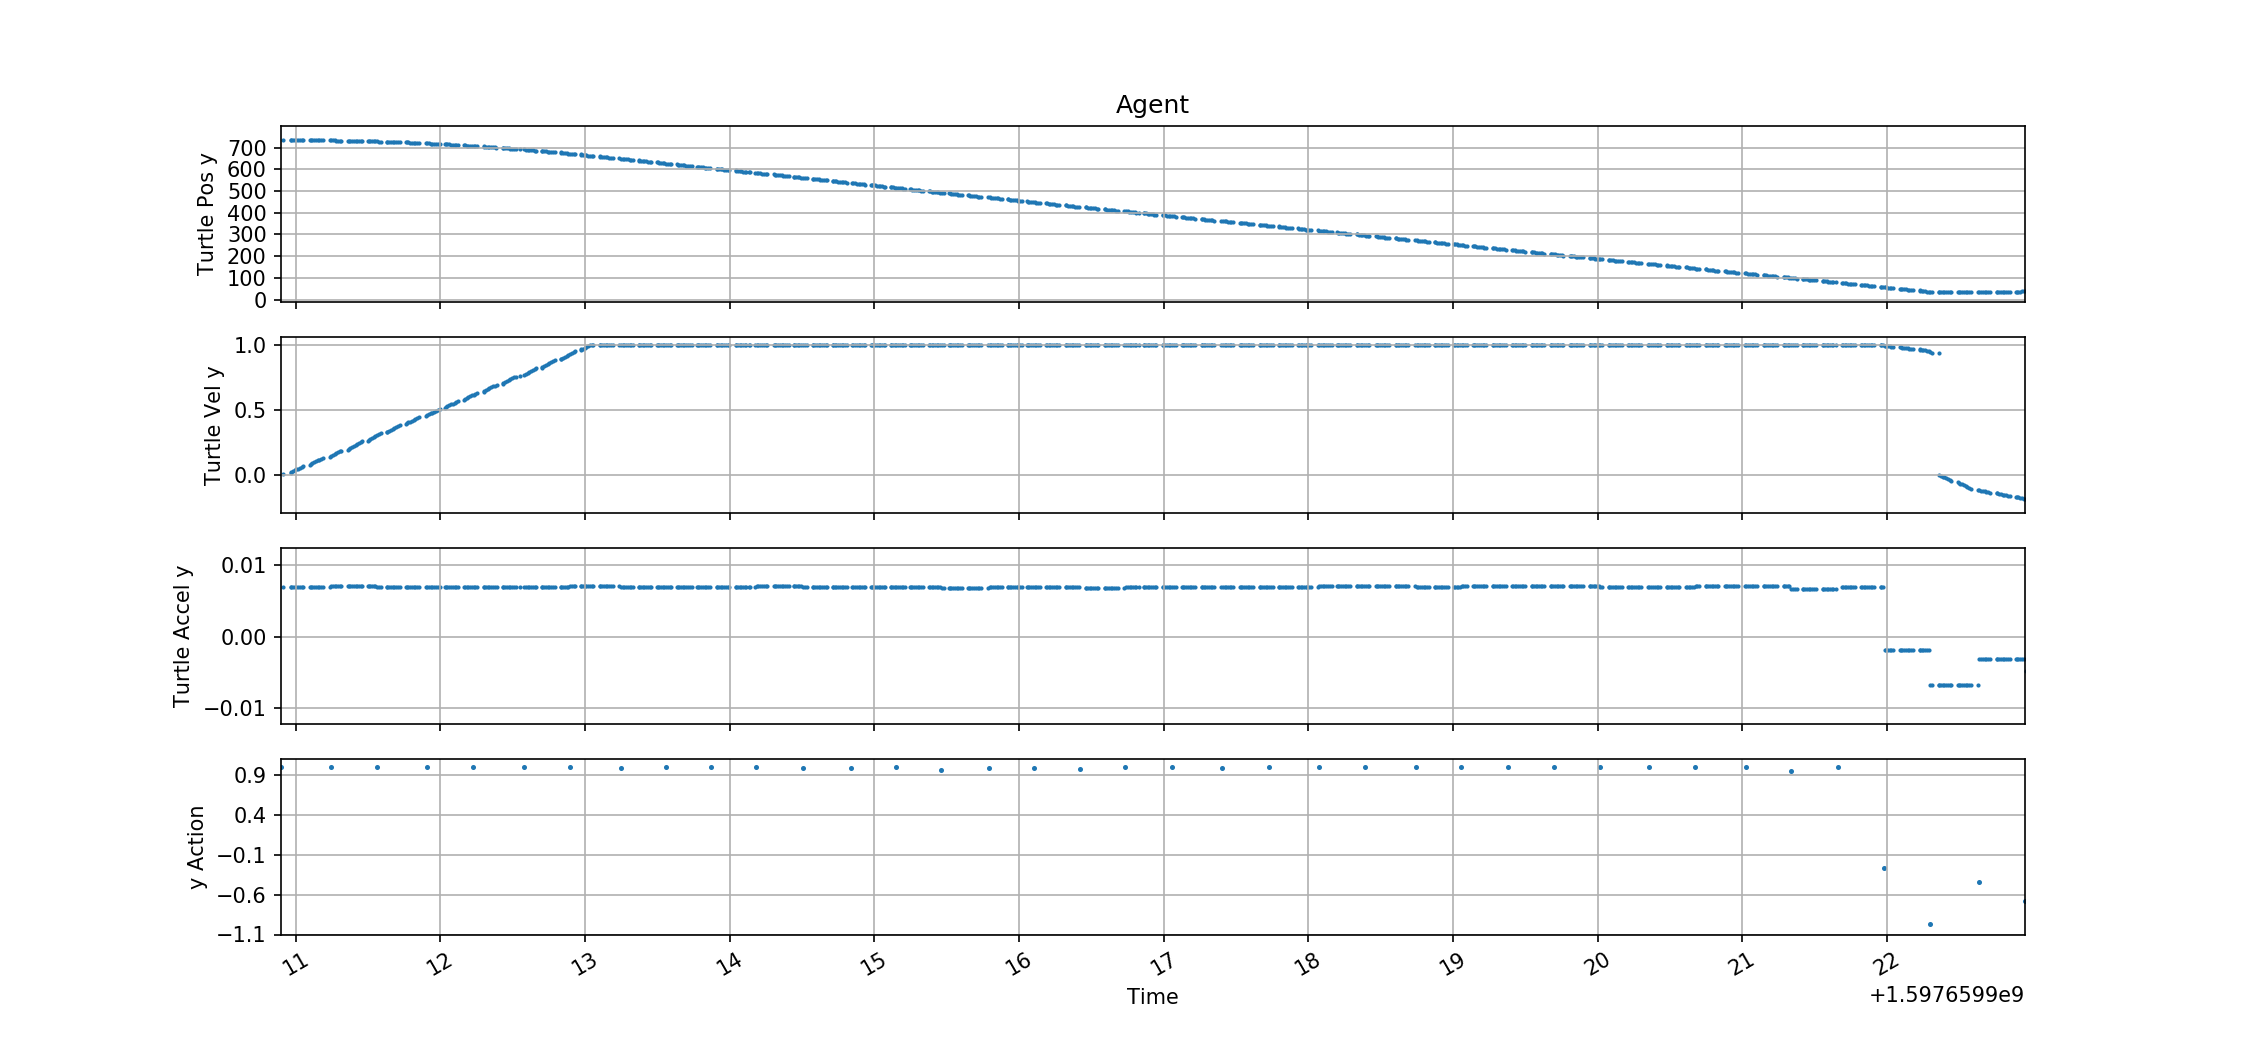 Agent
Turtle Pos y
700
600
500
400
300
200
100
0
Turtle Vel y
1.0
0.5
0.0
Turtle Accel y
0.01
0.00
−0.01
y Action
0.9
0.4
−0.1
−0.6
−1.1
11 12 13 14 15 16 17 18 19 20 21 22
Time
+1.5976599e9